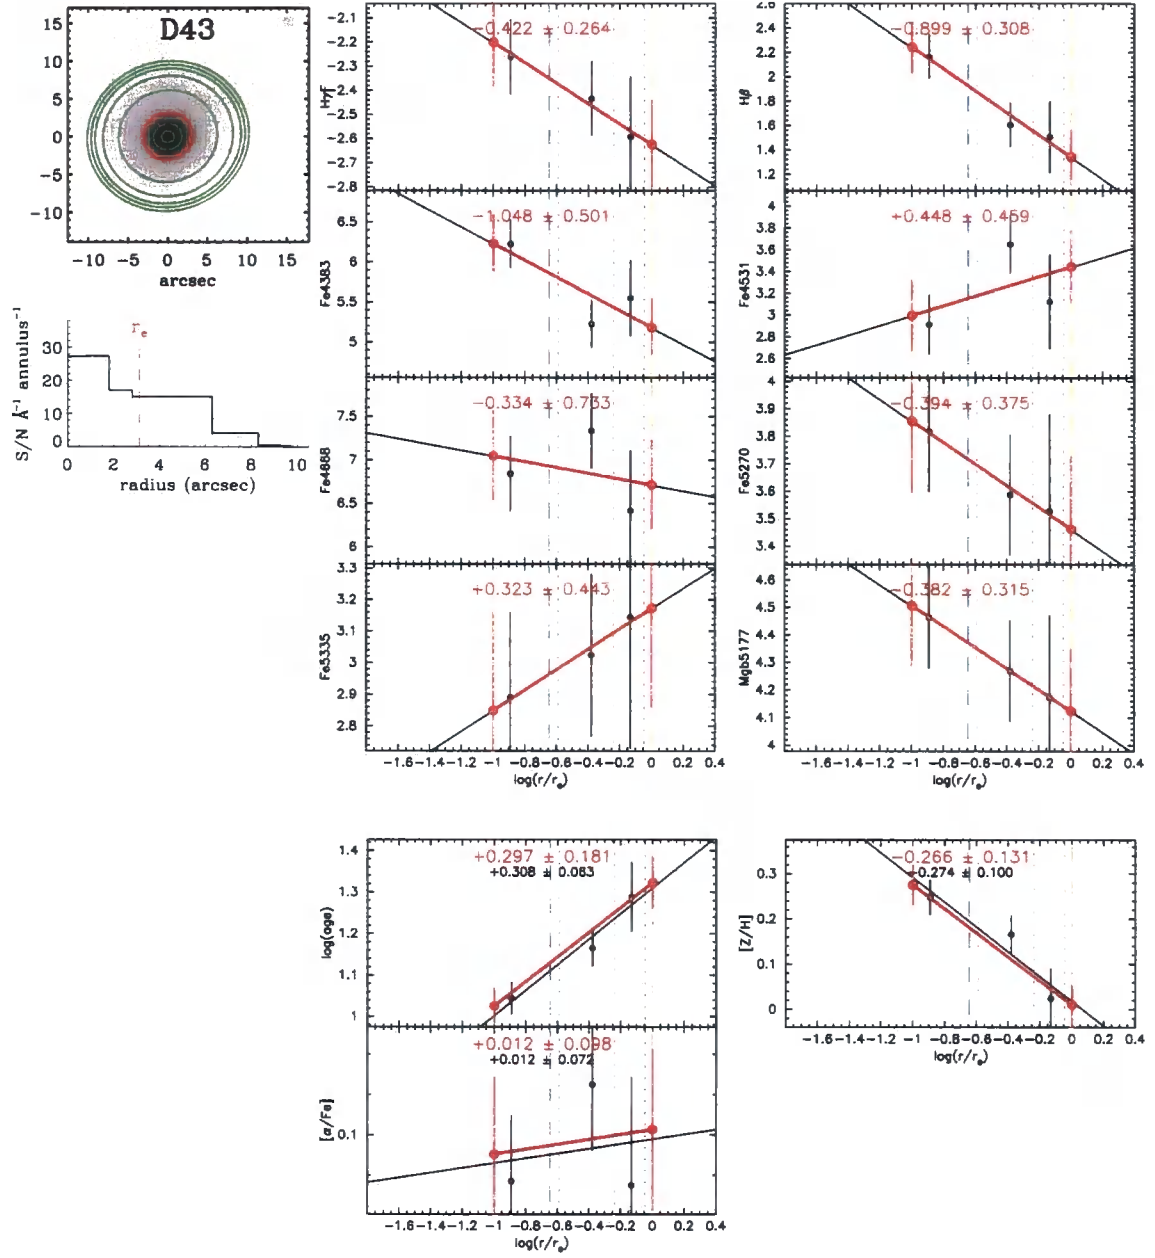 D43
15
10
5
0
−5
−10
−10 −5 0 5 10 15
arcsec
S/N Å⁻¹ annulus⁻¹
r_e
30
20
10
0
0 2 4 6 8 10
radius (arcsec)
−0.422 ± 0.264
−2.1
−2.2
−2.3
−2.4
−2.5
−2.6
−2.7
−2.8
−0.899 ± 0.308
Hβ
2.6
2.4
2.2
2
1.8
1.6
1.4
1.2
−1.048 ± 0.501
Fe4383
6.5
6
5.5
5
+0.448 ± 0.459
Fe4531
4
3.8
3.6
3.4
3.2
3
2.8
2.6
−0.334 ± 0.733
7.5
7
6.5
6
−0.394 ± 0.375
Fe5270
4
3.9
3.8
3.7
3.6
3.5
3.4
+0.323 ± 0.443
Fe5335
3.3
3.2
3.1
3
2.9
2.8
−1.6 −1.4 −1.2 −1 −0.8 −0.6 −0.4 −0.2 0 0.2 0.4
log(r/r_e)
−0.382 ± 0.315
Mgb5177
4.6
4.5
4.4
4.3
4.2
4.1
4
−1.6 −1.4 −1.2 −1 −0.8 −0.6 −0.4 −0.2 0 0.2 0.4
log(r/r_e)
+0.297 ± 0.181
+0.308 ± 0.063
log(age)
1.4
1.3
1.2
1.1
1
−0.266 ± 0.131
−0.274 ± 0.100
[Z/H]
0.3
0.2
0.1
0
−1.6 −1.4 −1.2 −1 −0.8 −0.6 −0.4 −0.2 0 0.2 0.4
log(r/r_e)
+0.012 ± 0.098
+0.012 ± 0.072
[α/Fe]
0.1
−1.6 −1.4 −1.2 −1 −0.8 −0.6 −0.4 −0.2 0 0.2 0.4
log(r/r_e)